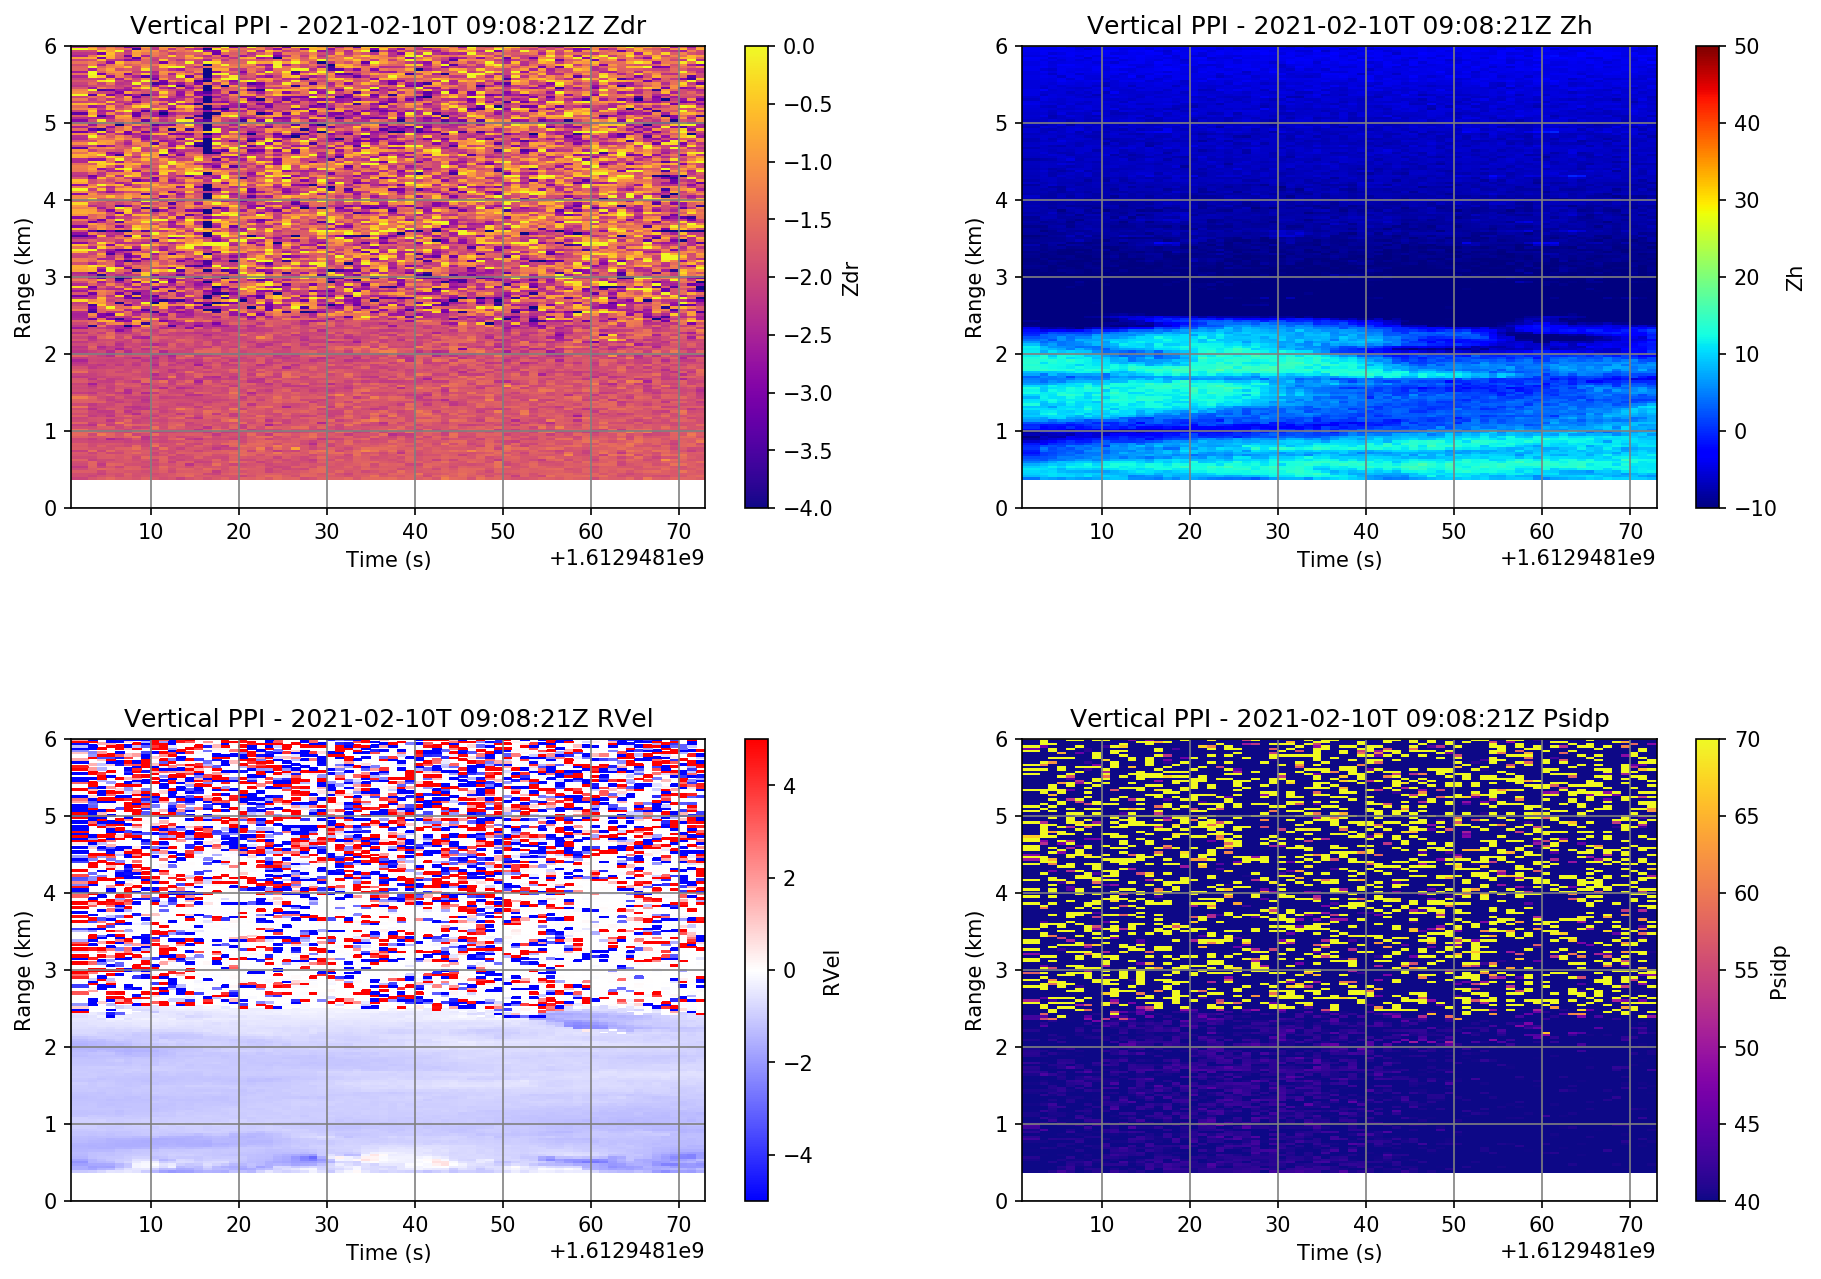 Vertical PPI - 2021-02-10T 09:08:21Z Zdr
6
5
4
3
2
1
0
Range (km)
10 20 30 40 50 60 70
Time (s)
+1.6129481e9
0.0
−0.5
−1.0
−1.5
−2.0
−2.5
−3.0
−3.5
−4.0
Zdr
Vertical PPI - 2021-02-10T 09:08:21Z Zh
6
5
4
3
2
1
0
Range (km)
10 20 30 40 50 60 70
Time (s)
+1.6129481e9
50
40
30
20
10
0
−10
Zh
Vertical PPI - 2021-02-10T 09:08:21Z RVel
6
5
4
3
2
1
0
Range (km)
10 20 30 40 50 60 70
Time (s)
+1.6129481e9
4
2
0
−2
−4
RVel
Vertical PPI - 2021-02-10T 09:08:21Z Psidp
6
5
4
3
2
1
0
Range (km)
10 20 30 40 50 60 70
Time (s)
+1.6129481e9
70
65
60
55
50
45
40
Psidp